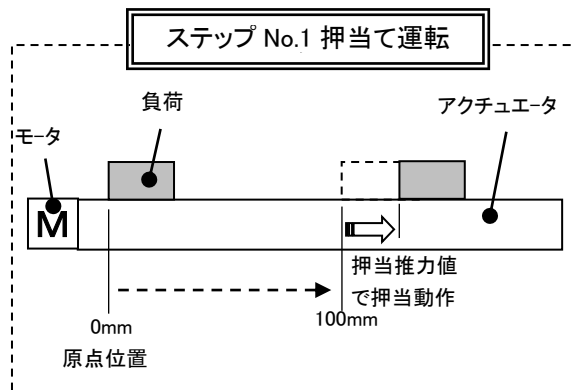 ステップ No.1 押当て運転
負荷
アクチュエータ
モータ
M
押当推力値
で押当動作
0mm
100mm
原点位置